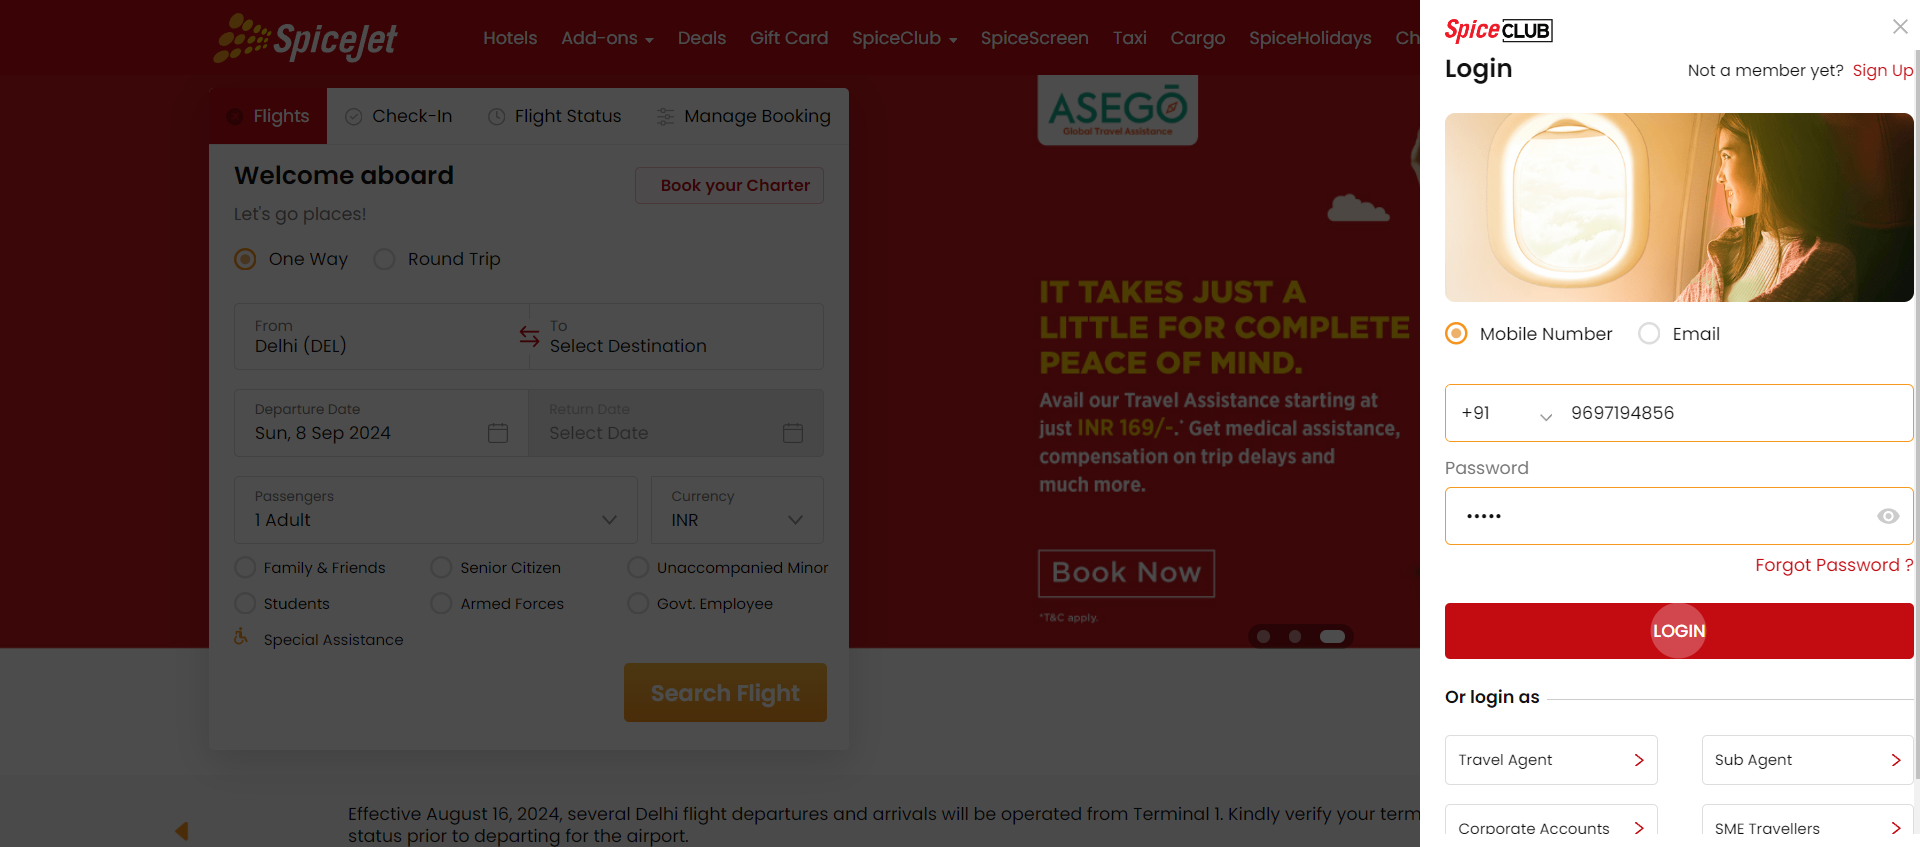 SpiceJet
Hotels
Add-ons
Deals
Gift Card
SpiceClub
SpiceScreen
Taxi
Cargo
SpiceHolidays
Ch
Flights
Check-In
Flight Status
Manage Booking
Welcome aboard
Book your Charter
Let's go places!
One Way
Round Trip
From
Delhi (DEL)
To
Select Destination
Departure Date
Sun, 8 Sep 2024
Return Date
Select Date
Passengers
1 Adult
Currency
INR
Family & Friends
Senior Citizen
Unaccompanied Minor
Students
Armed Forces
Govt. Employee
Special Assistance
Search Flight
ASEGO
Global Travel Assistance
IT TAKES JUST A
LITTLE FOR COMPLETE
PEACE OF MIND.
Avail our Travel Assistance starting at
just INR 169/-.* Get medical assistance,
compensation on trip delays and
much more.
Book Now
*T&C apply.
Effective August 16, 2024, several Delhi flight departures and arrivals will be operated from Terminal 1. Kindly verify your term
status prior to departing for the airport.
SpiceCLUB
Login
Not a member yet? Sign Up
Mobile Number
Email
+91
9697194856
Password
•••••
Forgot Password ?
LOGIN
Or login as
Travel Agent
Sub Agent
Corporate Accounts
SME Travellers